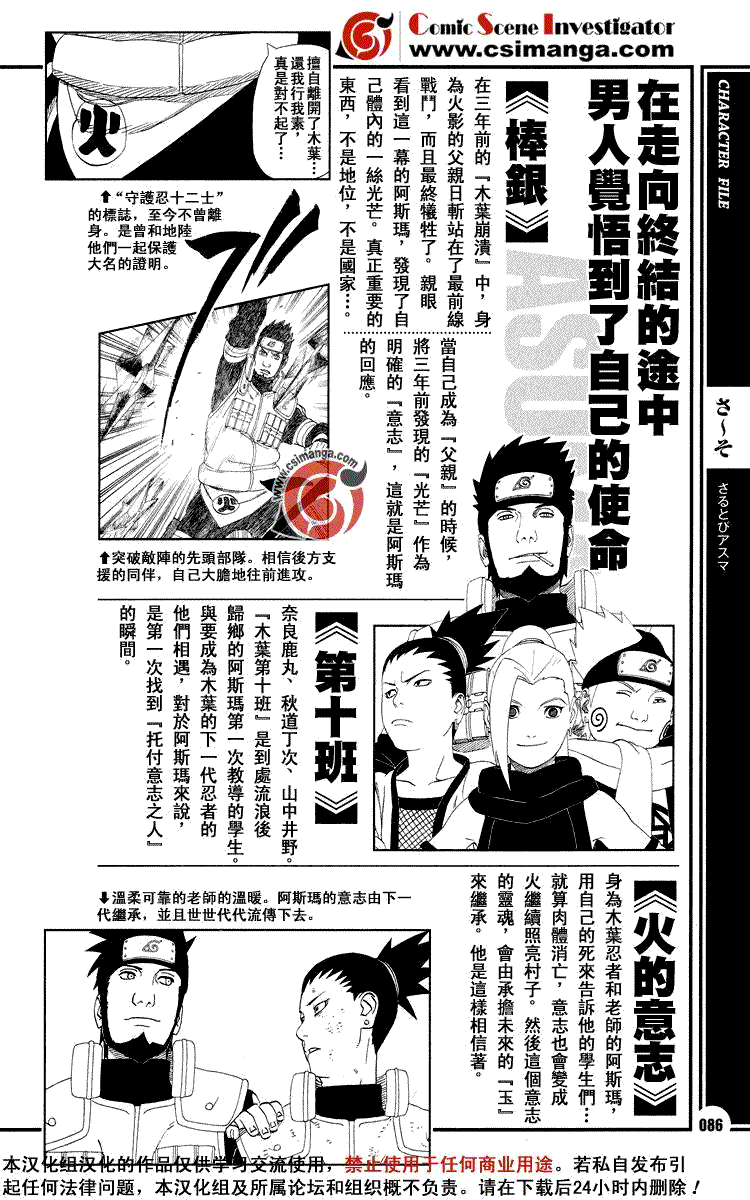 Comic Scene Investigator
www.csimanga.com
CHARACTER FILE
さ～そ
さるとびアスマ
在走向終結的途中
男人覺悟到了自己的使命
ASU
擅自離開了木葉…
還我行我素，
真是對不起了…
火
⬆“守護忍十二士”
的標誌，至今不曾離
身。是曾和地陸
他們一起保護
大名的證明。
《棒銀》
在三年前的『木葉崩潰』中，身
為火影的父親日斬站在了最前線
戰鬥，而且最終犧牲了。親眼
看到這一幕的阿斯瑪，發現了自
己體內的一絲光芒。真正重要的
東西，不是地位，不是國家…。
當自己成為『父親』的時候，
將三年前發現的『光芒』作為
明確的『意志』，這就是阿斯瑪
的回應。
ブ
火
www.csimanga.com
⬆突破敵陣的先頭部隊。相信後方支
援的同伴，自己大膽地往前進攻。
《第十班》
奈良鹿丸、秋道丁次、山中井野。
『木葉第十班』是到處流浪後
歸鄉的阿斯瑪第一次教導的學生。
與要成為木葉的下一代忍者的
他們相遇，對於阿斯瑪來說，
是第一次找到『托付意志之人』
的瞬間。
《火的意志》
身為木葉忍者和老師的阿斯瑪，
用自己的死來告訴他的學生們…
就算肉體消亡，意志也會變成
火繼續照亮村子。然後這個意志
的靈魂，會由承擔未來的『玉』
來繼承。他是這樣相信著。
⬇溫柔可靠的老師的溫暖。阿斯瑪的意志由下一
代繼承，並且世世代代流傳下去。
086
本汉化组汉化的作品仅供学习交流使用，禁止使用于任何商业用途。若私自发布引
起任何法律问题，本汉化组及所属论坛和组织概不负责。请在下载后24小时内删除！